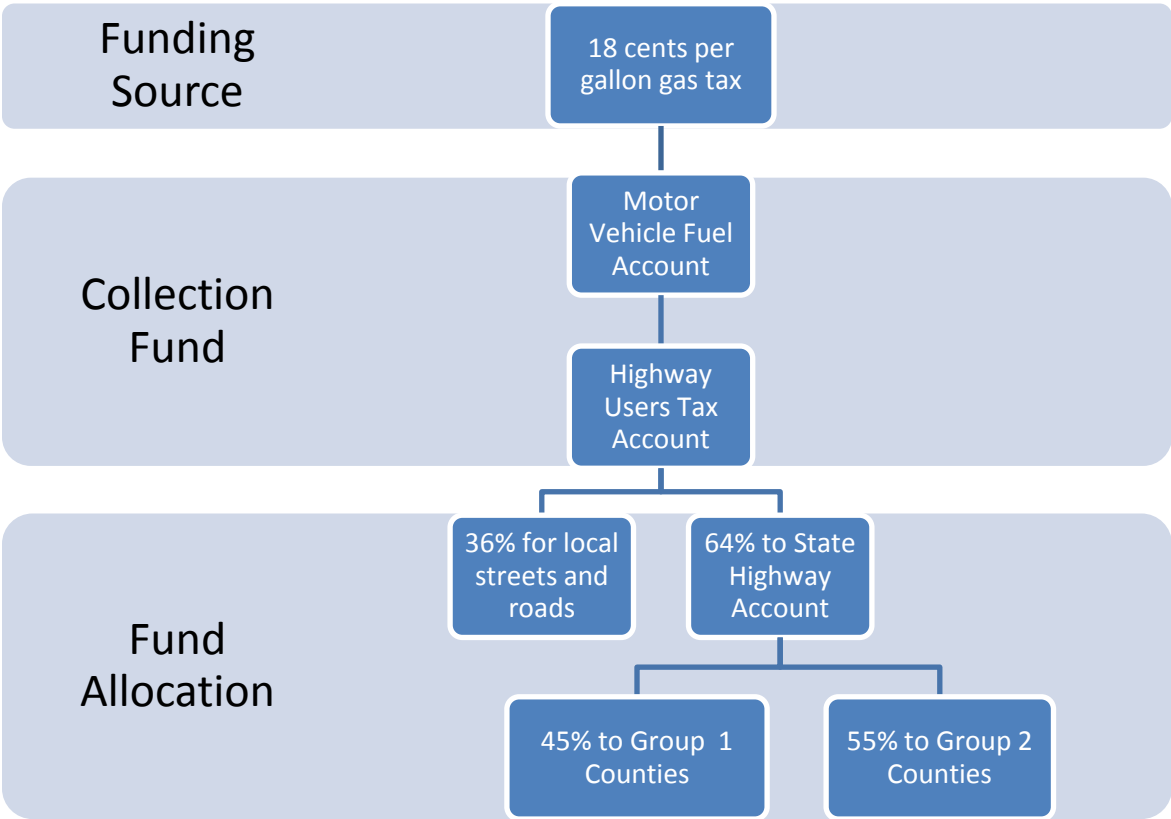 Funding
Source
18 cents per
gallon gas tax
Collection
Fund
Motor
Vehicle Fuel
Account
Highway
Users Tax
Account
Fund
Allocation
36% for local
streets and
roads
64% to State
Highway
Account
45% to Group 1
Counties
55% to Group 2
Counties